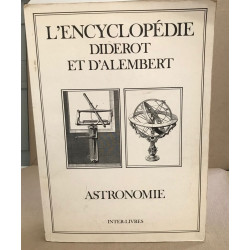 L'ENCYCLOPÉDIE
DIDEROT
ET D'ALEMBERT
ASTRONOMIE
INTER-LIVRES